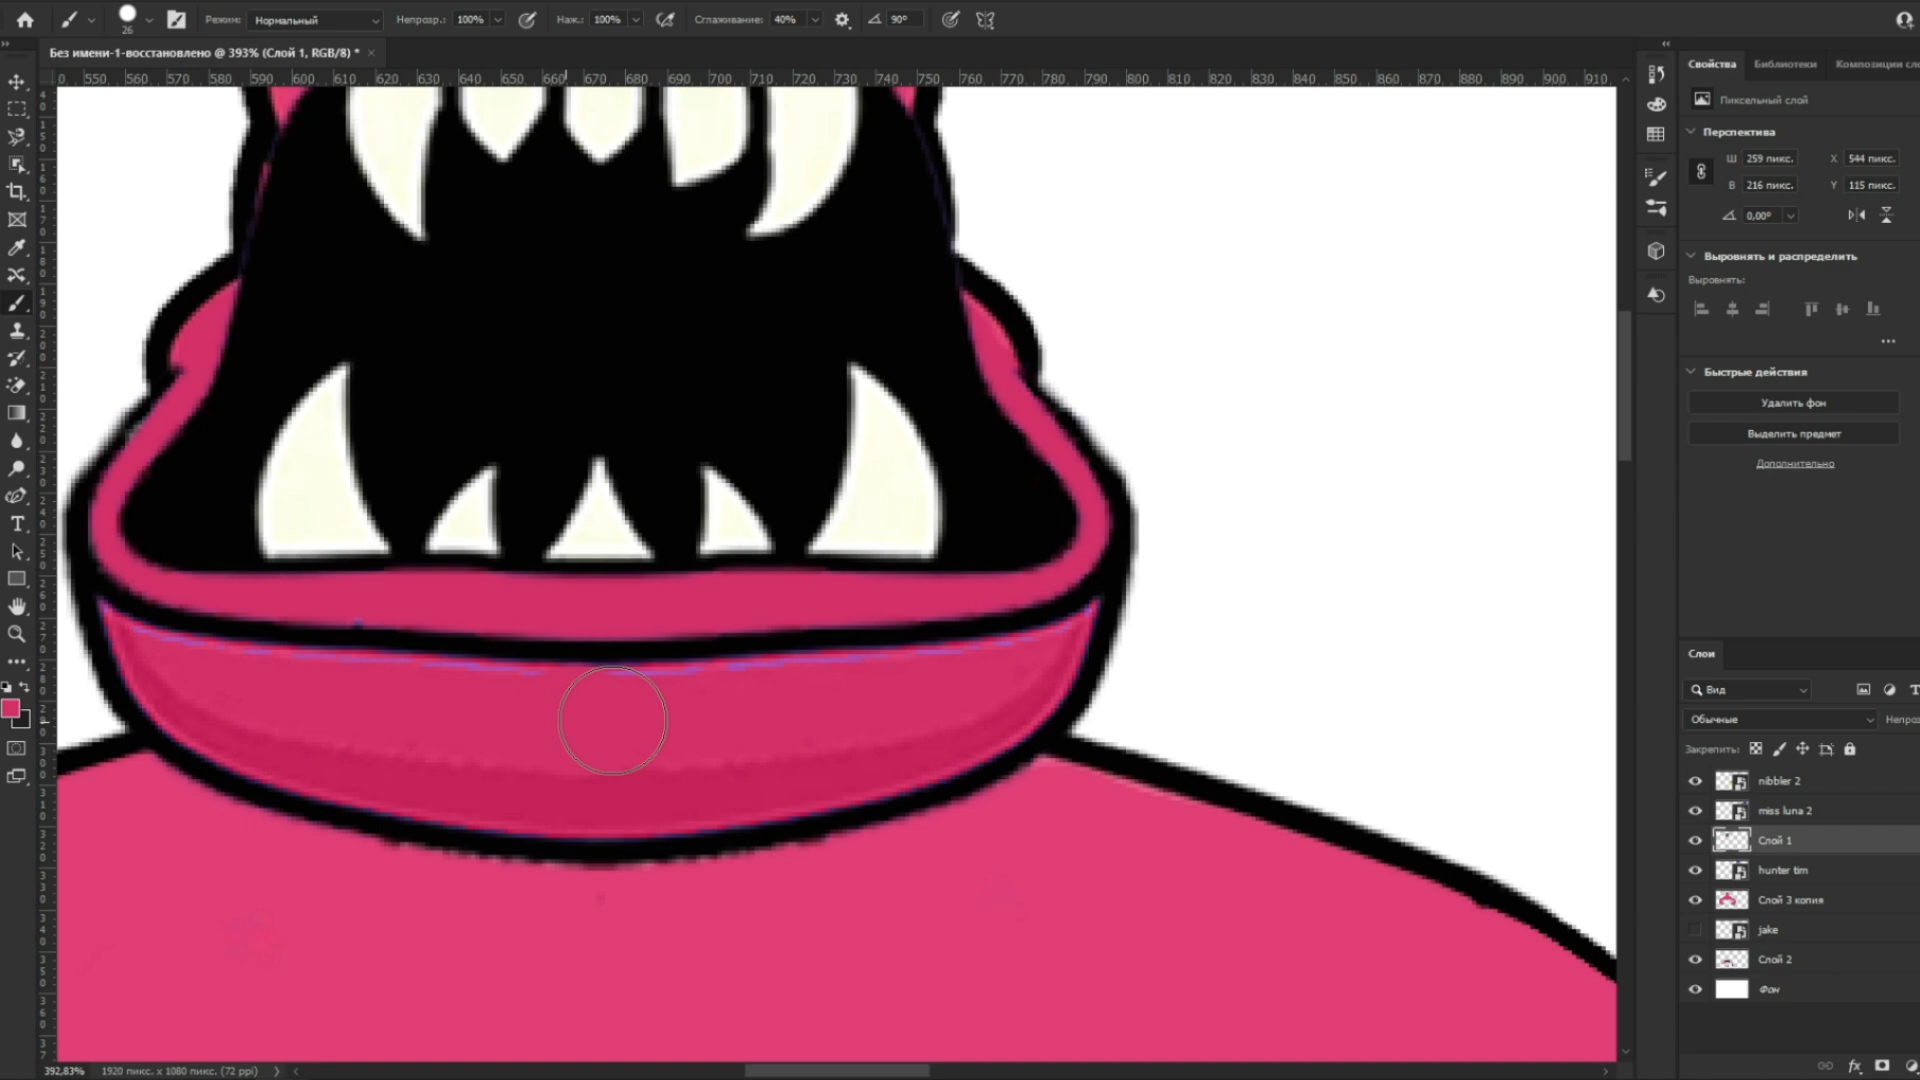 26
Режим: Нормальный Непрозр.: 100% Наж.: 100% Сглаживание: 40% 90°
Без имени-1-восстановлено @ 393% (Слой 1, RGB/8) * ×
0 550 560 570 580 590 600 610 620 630 640 650 660 670 680 690 700 710 720 730 740 750 760 770 780 790 800 810 820 830 840 850 860 870 880 890 900 910
Свойства Библиотеки Композиции сло
Пиксельный слой
Перспектива
Ш 259 пикс. X 544 пикс.
В 216 пикс. Y 115 пикс.
0,00°
Выровнять и распределить
Выровнять:
Быстрые действия
Удалить фон
Выделить предмет
Дополнительно
Слои
Вид
Обычные Непроз
Закрепить:
nibbler 2
miss luna 2
Слой 1
hunter tim
Слой 3 копия
jake
Слой 2
Фон
392,83% 1920 пикс. x 1080 пикс. (72 ppi)